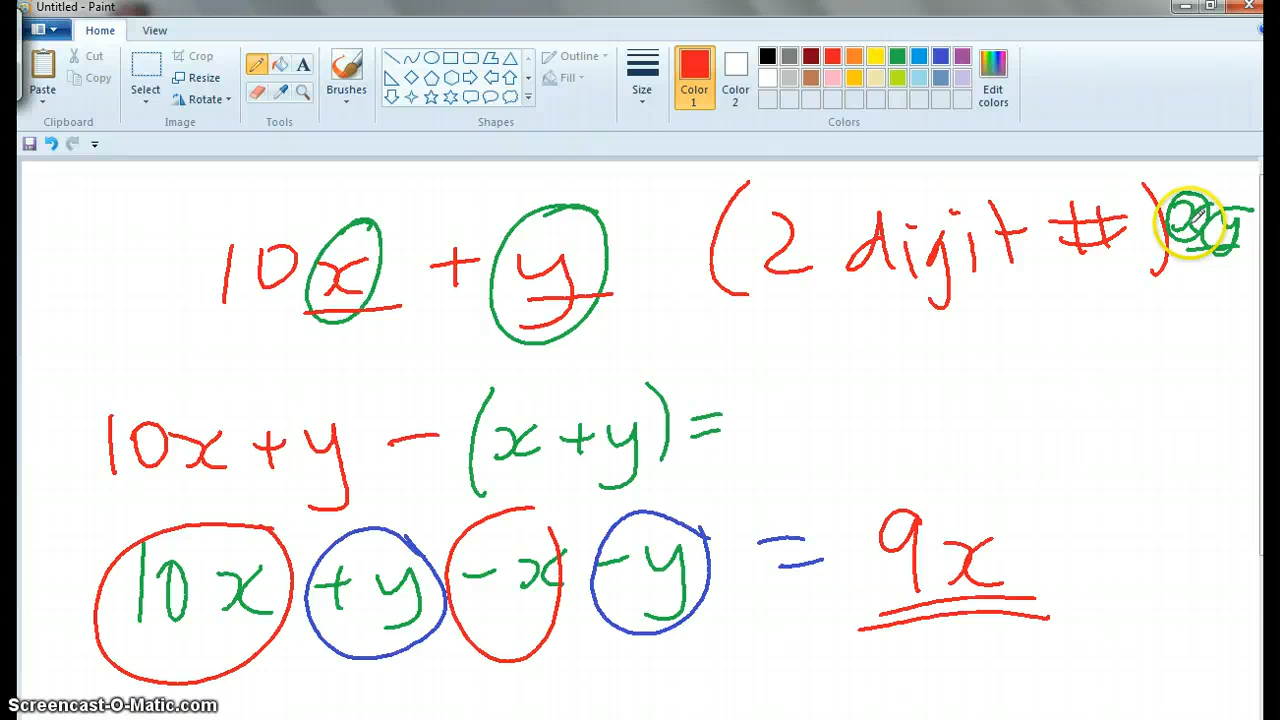 Untitled - Paint
Home View
Paste
Cut
Copy
Clipboard
Select
Crop
Resize
Rotate
Image
A
Tools
Brushes
Shapes
Outline
Fill
Size
Color 1
Color 2
Edit colors
Colors
10x + y (2 digit #) xy
10x + y - (x + y) =
10x + y - x - y = 9x
Screencast-O-Matic.com